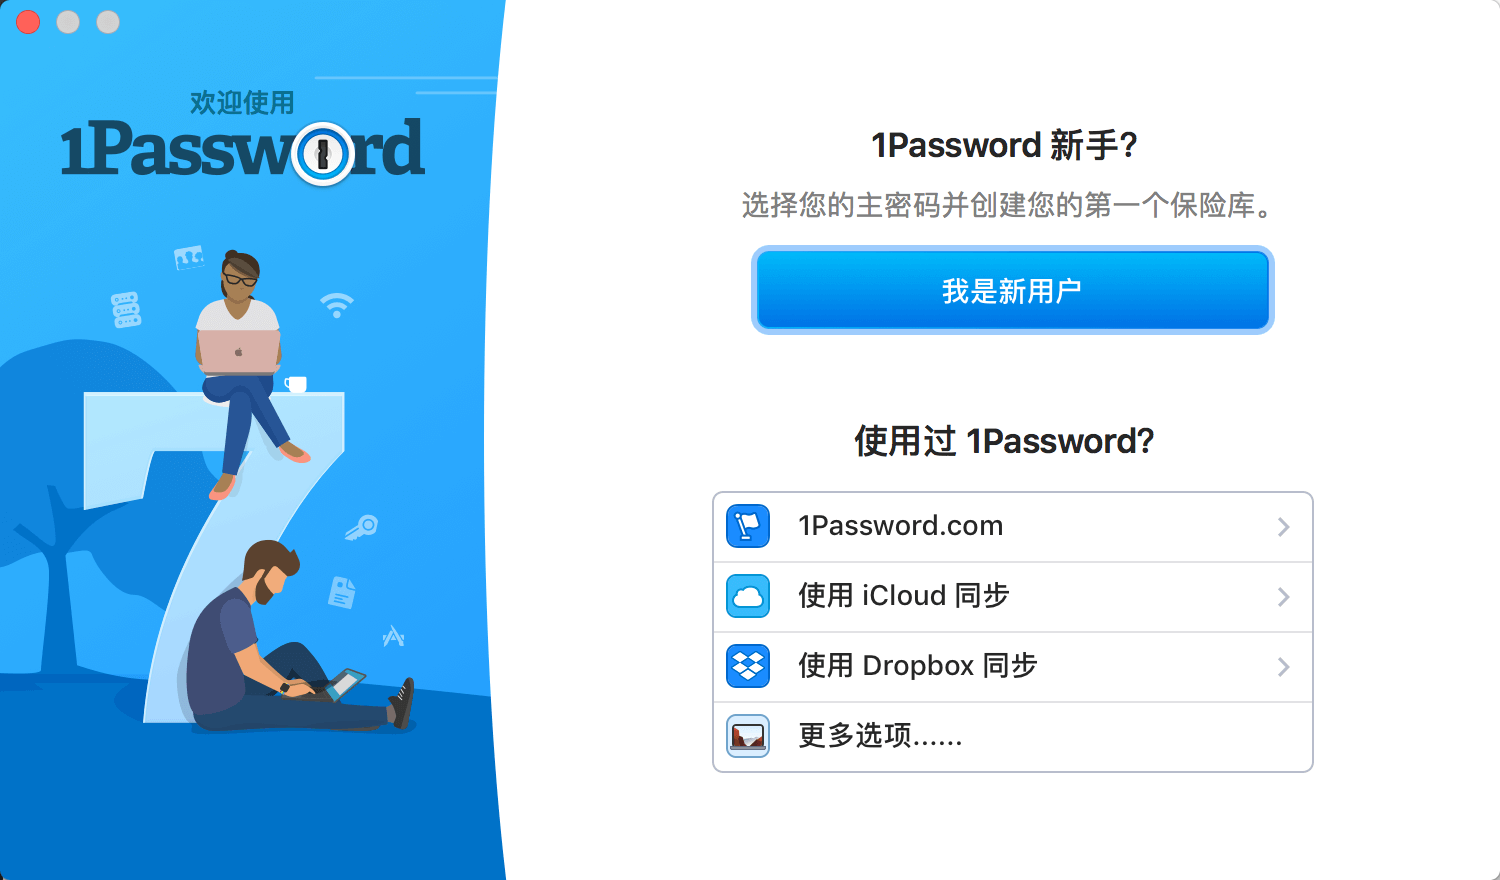 欢迎使用
1Password
1Password 新手?
选择您的主密码并创建您的第一个保险库。
我是新用户
使用过 1Password?
1Password.com
使用 iCloud 同步
使用 Dropbox 同步
更多选项......